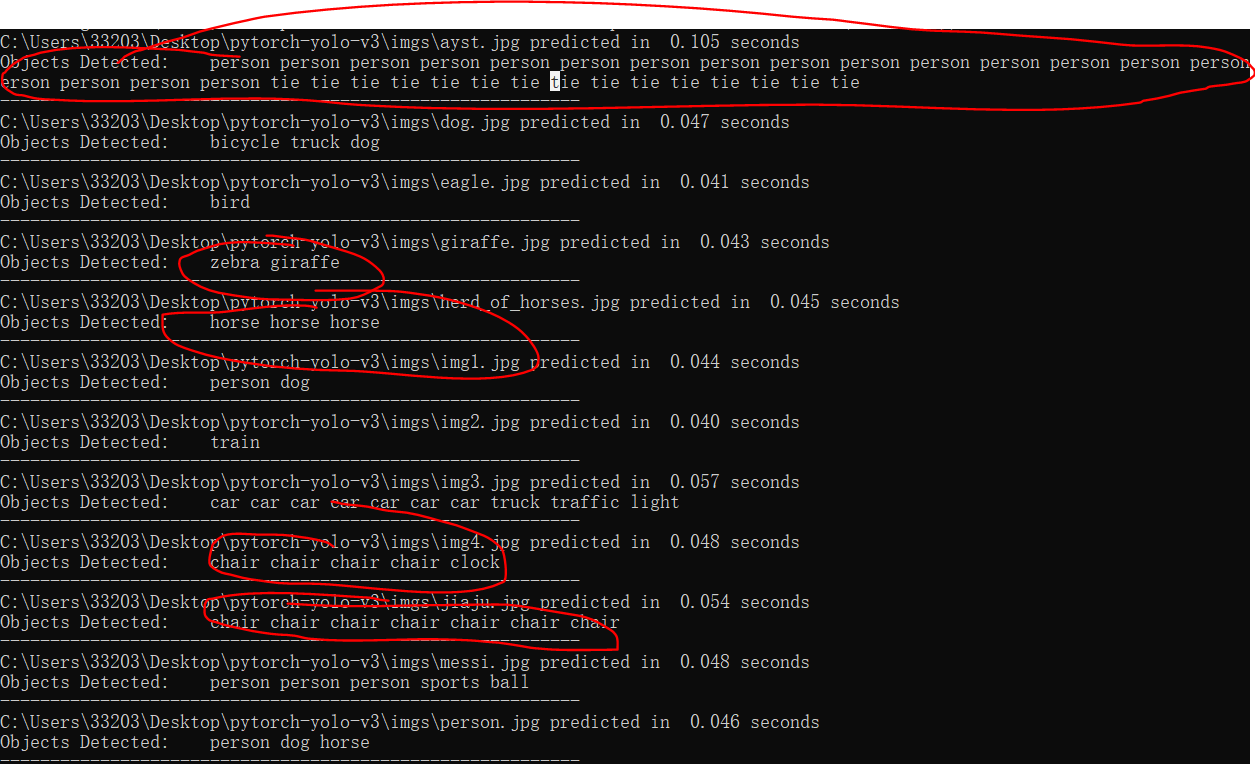 C:\Users\33203\Desktop\pytorch-yolo-v3\imgs\ayst.jpg predicted in  0.105 seconds
Objects Detected:    person person person person person person person person person person person person person person person
erson person person person tie tie tie tie tie tie tie tie tie tie tie tie tie tie tie
----------------------------------------------------------
C:\Users\33203\Desktop\pytorch-yolo-v3\imgs\dog.jpg predicted in  0.047 seconds
Objects Detected:    bicycle truck dog
----------------------------------------------------------
C:\Users\33203\Desktop\pytorch-yolo-v3\imgs\eagle.jpg predicted in  0.041 seconds
Objects Detected:    bird
----------------------------------------------------------
C:\Users\33203\Desktop\pytorch-yolo-v3\imgs\giraffe.jpg predicted in  0.043 seconds
Objects Detected:    zebra giraffe
----------------------------------------------------------
C:\Users\33203\Desktop\pytorch-yolo-v3\imgs\herd_of_horses.jpg predicted in  0.045 seconds
Objects Detected:    horse horse horse
----------------------------------------------------------
C:\Users\33203\Desktop\pytorch-yolo-v3\imgs\img1.jpg predicted in  0.044 seconds
Objects Detected:    person dog
----------------------------------------------------------
C:\Users\33203\Desktop\pytorch-yolo-v3\imgs\img2.jpg predicted in  0.040 seconds
Objects Detected:    train
----------------------------------------------------------
C:\Users\33203\Desktop\pytorch-yolo-v3\imgs\img3.jpg predicted in  0.057 seconds
Objects Detected:    car car car car car car car truck traffic light
----------------------------------------------------------
C:\Users\33203\Desktop\pytorch-yolo-v3\imgs\img4.jpg predicted in  0.048 seconds
Objects Detected:    chair chair chair chair clock
----------------------------------------------------------
C:\Users\33203\Desktop\pytorch-yolo-v3\imgs\jiaju.jpg predicted in  0.054 seconds
Objects Detected:    chair chair chair chair chair chair chair
----------------------------------------------------------
C:\Users\33203\Desktop\pytorch-yolo-v3\imgs\messi.jpg predicted in  0.048 seconds
Objects Detected:    person person person sports ball
----------------------------------------------------------
C:\Users\33203\Desktop\pytorch-yolo-v3\imgs\person.jpg predicted in  0.046 seconds
Objects Detected:    person dog horse
----------------------------------------------------------